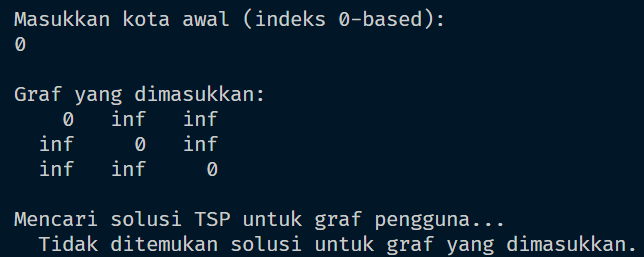 Masukkan kota awal (indeks 0-based):
0
Graf yang dimasukkan:
0 inf inf
inf 0 inf
inf inf 0
Mencari solusi TSP untuk graf pengguna...
Tidak ditemukan solusi untuk graf yang dimasukkan.